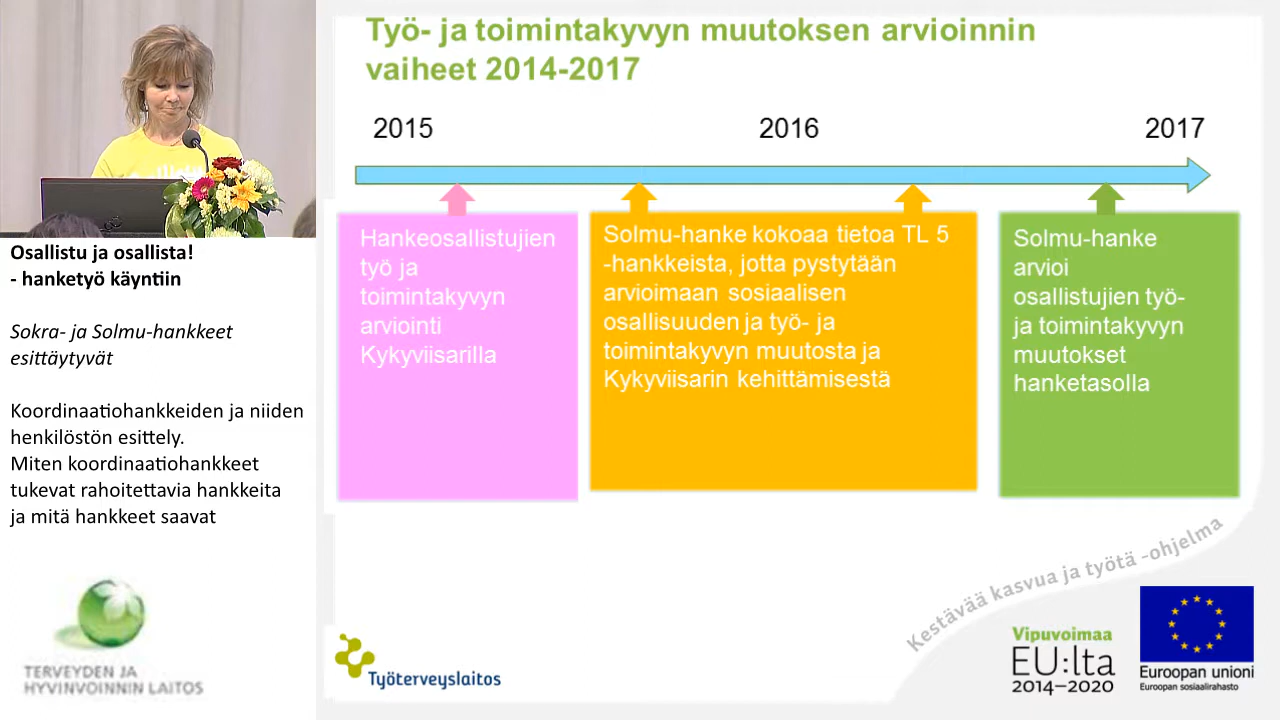 Työ- ja toimintakyvyn muutoksen arvioinnin
vaiheet 2014-2017
2015
2016
2017
Hankeosallistujien
työ ja
toimintakyvyn
arviointi
Kykyviisarilla
Solmu-hanke kokoaa tietoa TL 5
-hankkeista, jotta pystytään
arvioimaan sosiaalisen
osallisuuden ja työ- ja
toimintakyvyn muutosta ja
Kykyviisarin kehittämisestä
Solmu-hanke
arvioi
osallistujien työ-
ja toimintakyvyn
muutokset
hanketasolla
Osallistu ja osallista!
- hanketyö käyntiin
Sokra- ja Solmu-hankkeet
esittäytyvät
Koordinaatiohankkeiden ja niiden
henkilöstön esittely.
Miten koordinaatiohankkeet
tukevat rahoitettavia hankkeita
ja mitä hankkeet saavat
TERVEYDEN JA
HYVINVOINNIN LAITOS
Työterveyslaitos
Kestävää kasvua ja työtä -ohjelma
Vipuvoimaa
EU:lta
2014–2020
Euroopan unioni
Euroopan sosiaalirahasto